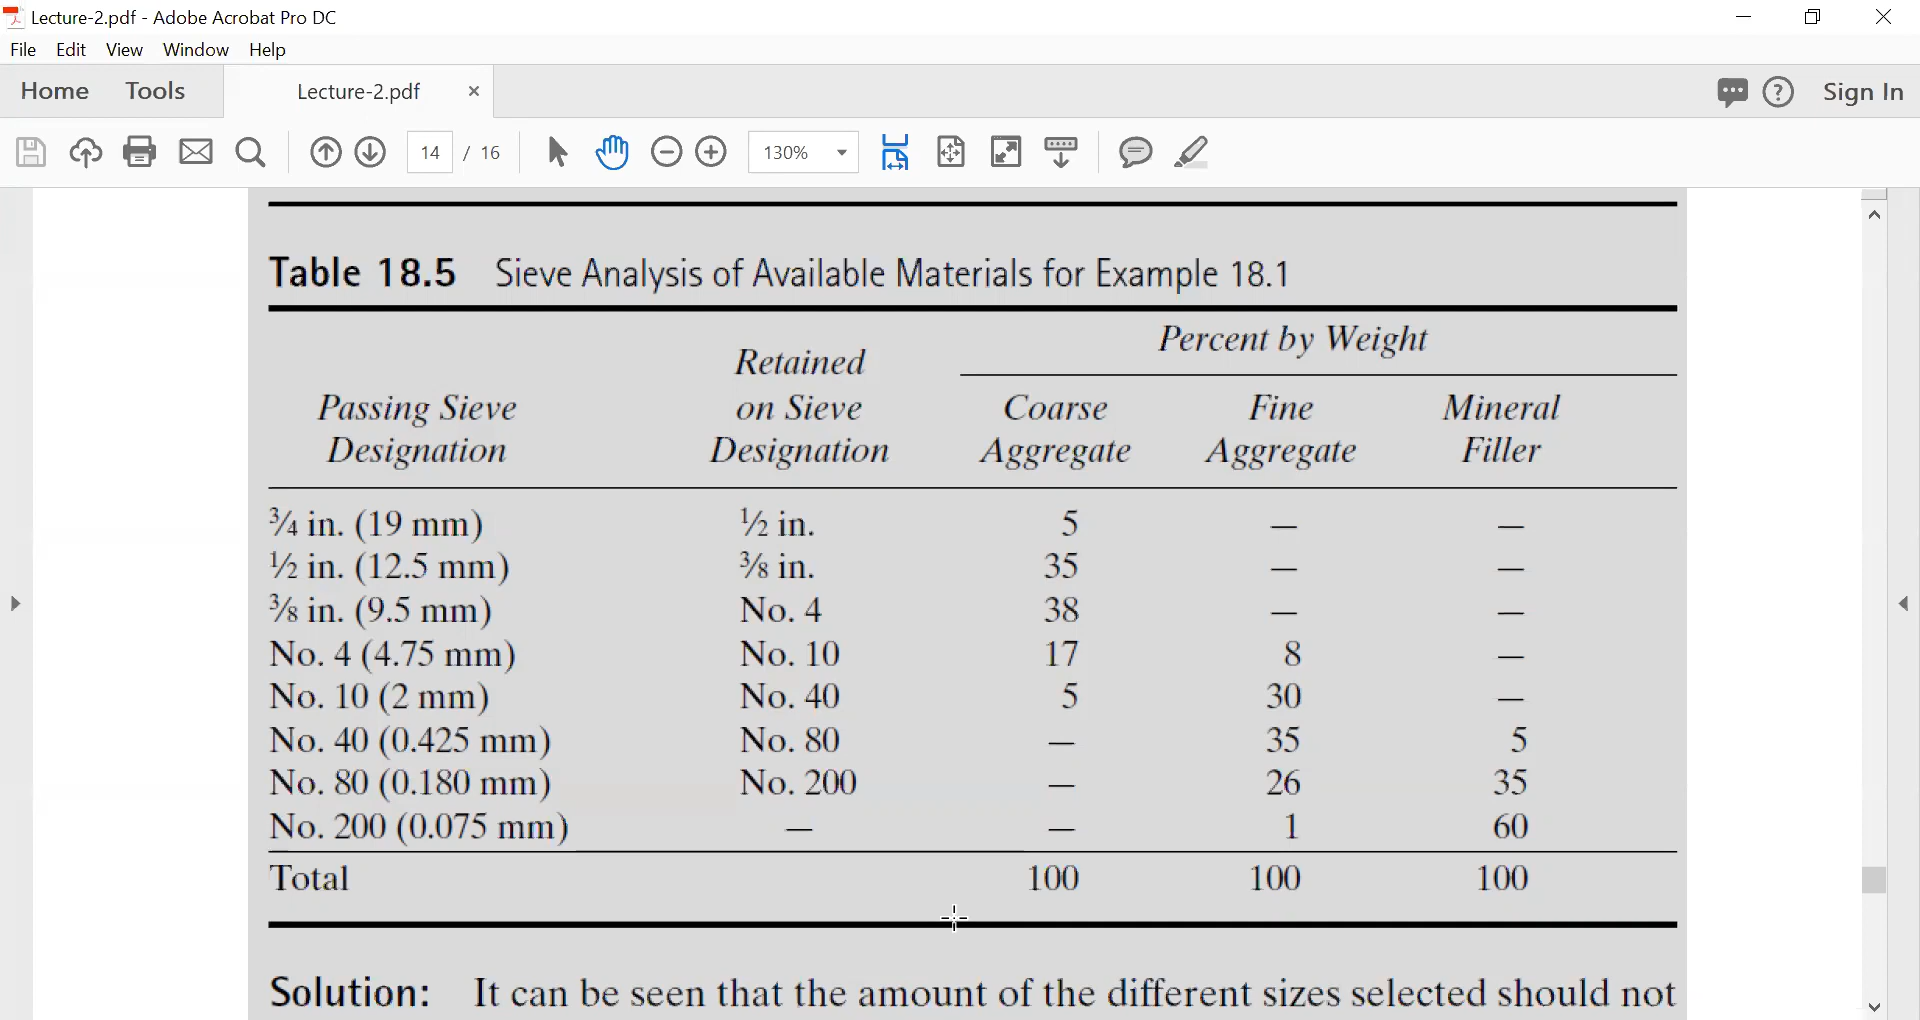 Lecture-2.pdf - Adobe Acrobat Pro DC
File Edit View Window Help
Home Tools Lecture-2.pdf × Sign In
14 / 16 130%
Table 18.5 Sieve Analysis of Available Materials for Example 18.1
Percent by Weight
Retained
Passing Sieve on Sieve Coarse Fine Mineral
Designation Designation Aggregate Aggregate Filler
¾ in. (19 mm) ½ in. 5 — —
½ in. (12.5 mm) ⅜ in. 35 — —
⅜ in. (9.5 mm) No. 4 38 — —
No. 4 (4.75 mm) No. 10 17 8 —
No. 10 (2 mm) No. 40 5 30 —
No. 40 (0.425 mm) No. 80 — 35 5
No. 80 (0.180 mm) No. 200 — 26 35
No. 200 (0.075 mm) — — 1 60
Total 100 100 100
Solution: It can be seen that the amount of the different sizes selected should not